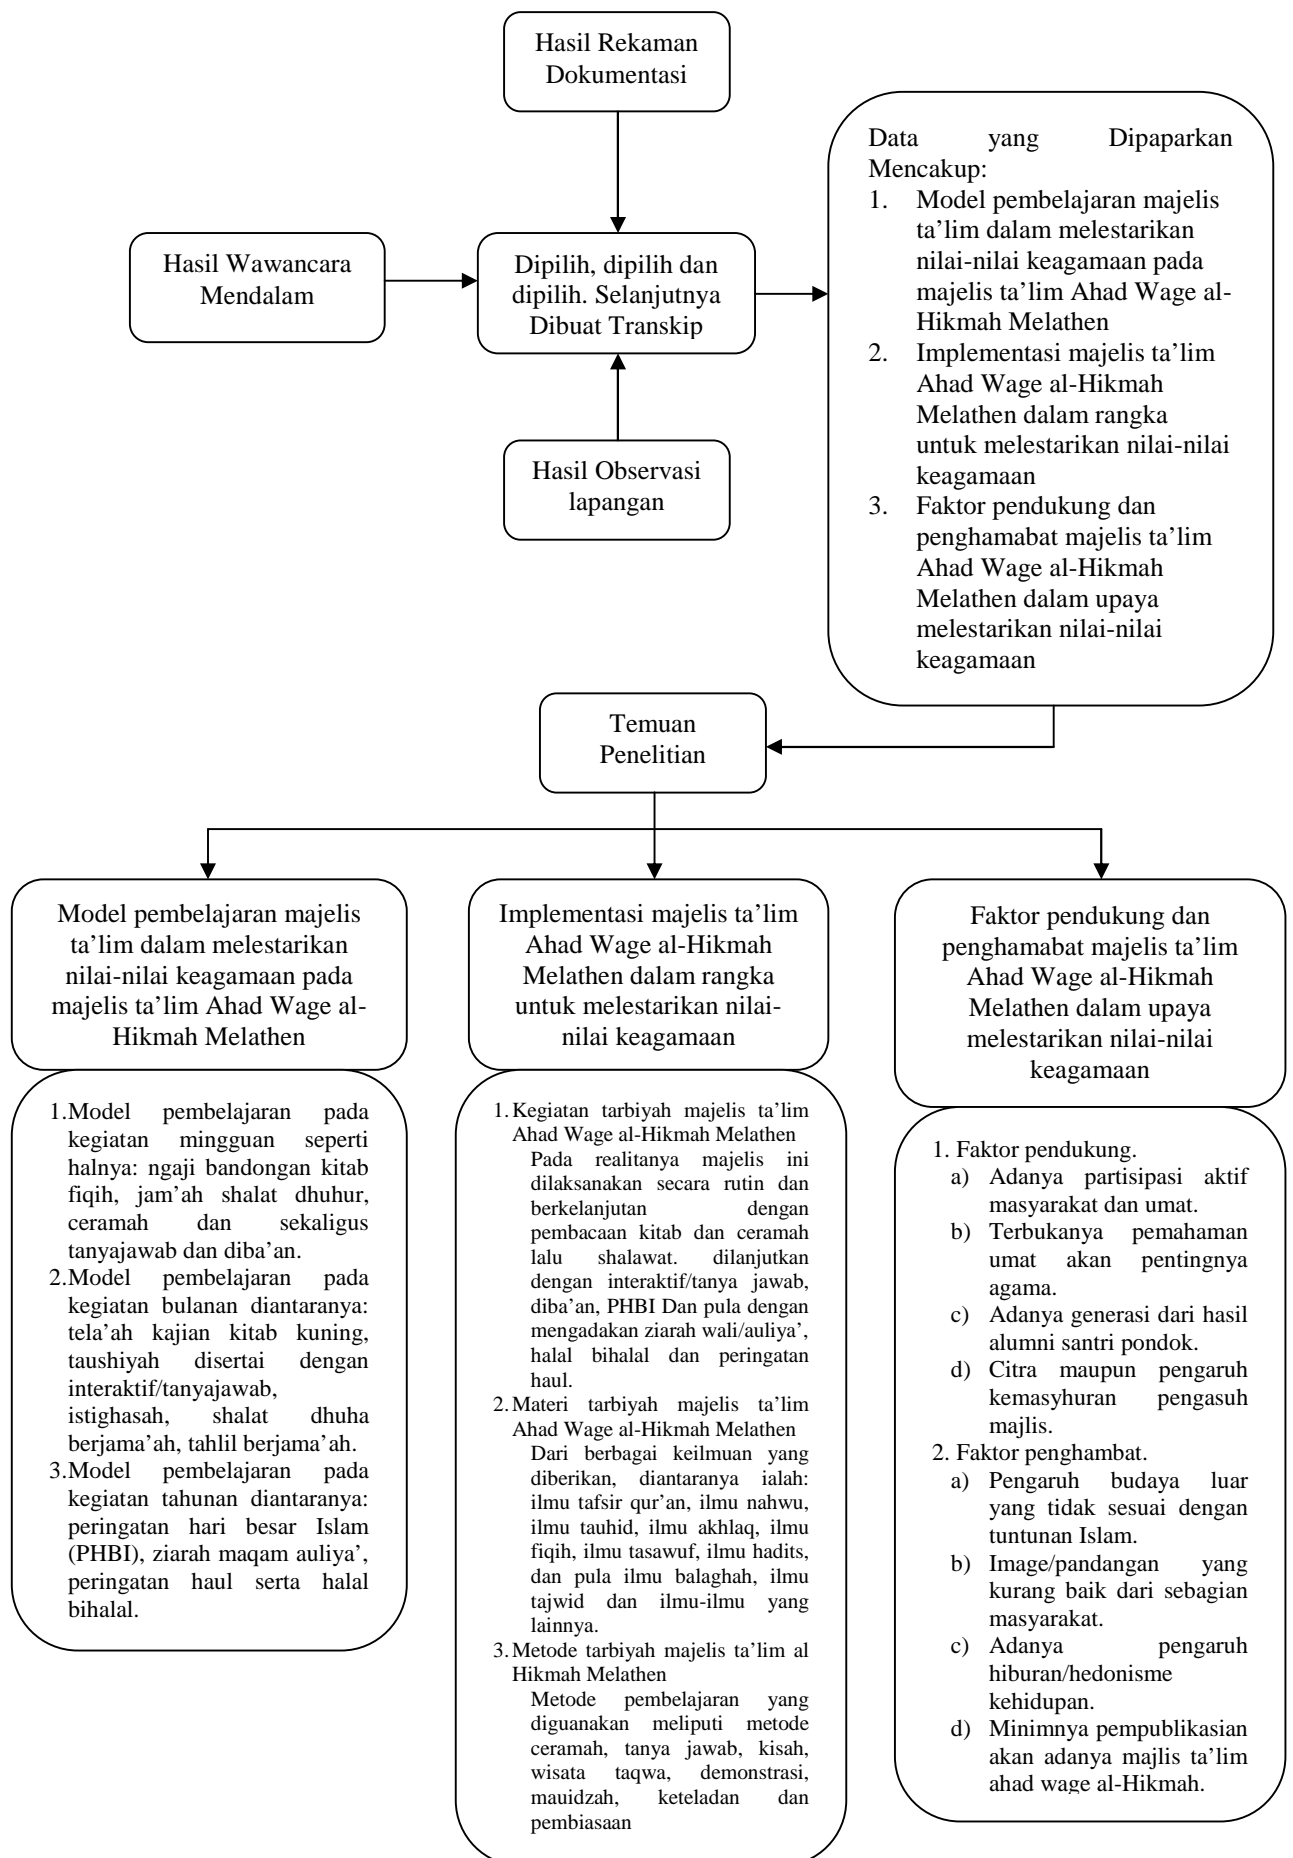 Hasil Rekaman
Dokumentasi
Hasil Wawancara
Mendalam
Dipilih, dipilih dan
dipilih. Selanjutnya
Dibuat Transkip
Hasil Observasi
lapangan
Data yang Dipaparkan
Mencakup:
1. Model pembelajaran majelis
ta’lim dalam melestarikan
nilai-nilai keagamaan pada
majelis ta’lim Ahad Wage al-
Hikmah Melathen
2. Implementasi majelis ta’lim
Ahad Wage al-Hikmah
Melathen dalam rangka
untuk melestarikan nilai-nilai
keagamaan
3. Faktor pendukung dan
penghamabat majelis ta’lim
Ahad Wage al-Hikmah
Melathen dalam upaya
melestarikan nilai-nilai
keagamaan
Temuan
Penelitian
Model pembelajaran majelis
ta’lim dalam melestarikan
nilai-nilai keagamaan pada
majelis ta’lim Ahad Wage al-
Hikmah Melathen
1.Model pembelajaran pada
kegiatan mingguan seperti
halnya: ngaji bandongan kitab
fiqih, jam’ah shalat dhuhur,
ceramah dan sekaligus
tanyajawab dan diba’an.
2.Model pembelajaran pada
kegiatan bulanan diantaranya:
tela’ah kajian kitab kuning,
taushiyah disertai dengan
interaktif/tanyajawab,
istighasah, shalat dhuha
berjama’ah, tahlil berjama’ah.
3.Model pembelajaran pada
kegiatan tahunan diantaranya:
peringatan hari besar Islam
(PHBI), ziarah maqam auliya’,
peringatan haul serta halal
bihalal.
Implementasi majelis ta’lim
Ahad Wage al-Hikmah
Melathen dalam rangka
untuk melestarikan nilai-
nilai keagamaan
1. Kegiatan tarbiyah majelis ta’lim
Ahad Wage al-Hikmah Melathen
Pada realitanya majelis ini
dilaksanakan secara rutin dan
berkelanjutan dengan
pembacaan kitab dan ceramah
lalu shalawat. dilanjutkan
dengan interaktif/tanya jawab,
diba’an, PHBI Dan pula dengan
mengadakan ziarah wali/auliya’,
halal bihalal dan peringatan
haul.
2. Materi tarbiyah majelis ta’lim
Ahad Wage al-Hikmah Melathen
Dari berbagai keilmuan yang
diberikan, diantaranya ialah:
ilmu tafsir qur’an, ilmu nahwu,
ilmu tauhid, ilmu akhlaq, ilmu
fiqih, ilmu tasawuf, ilmu hadits,
dan pula ilmu balaghah, ilmu
tajwid dan ilmu-ilmu yang
lainnya.
3. Metode tarbiyah majelis ta’lim al
Hikmah Melathen
Metode pembelajaran yang
diguanakan meliputi metode
ceramah, tanya jawab, kisah,
wisata taqwa, demonstrasi,
mauidzah, keteladan dan
pembiasaan
Faktor pendukung dan
penghamabat majelis ta’lim
Ahad Wage al-Hikmah
Melathen dalam upaya
melestarikan nilai-nilai
keagamaan
1. Faktor pendukung.
a) Adanya partisipasi aktif
masyarakat dan umat.
b) Terbukanya pemahaman
umat akan pentingnya
agama.
c) Adanya generasi dari hasil
alumni santri pondok.
d) Citra maupun pengaruh
kemasyhuran pengasuh
majlis.
2. Faktor penghambat.
a) Pengaruh budaya luar
yang tidak sesuai dengan
tuntunan Islam.
b) Image/pandangan yang
kurang baik dari sebagian
masyarakat.
c) Adanya pengaruh
hiburan/hedonisme
kehidupan.
d) Minimnya pempublikasian
akan adanya majlis ta’lim
ahad wage al-Hikmah.